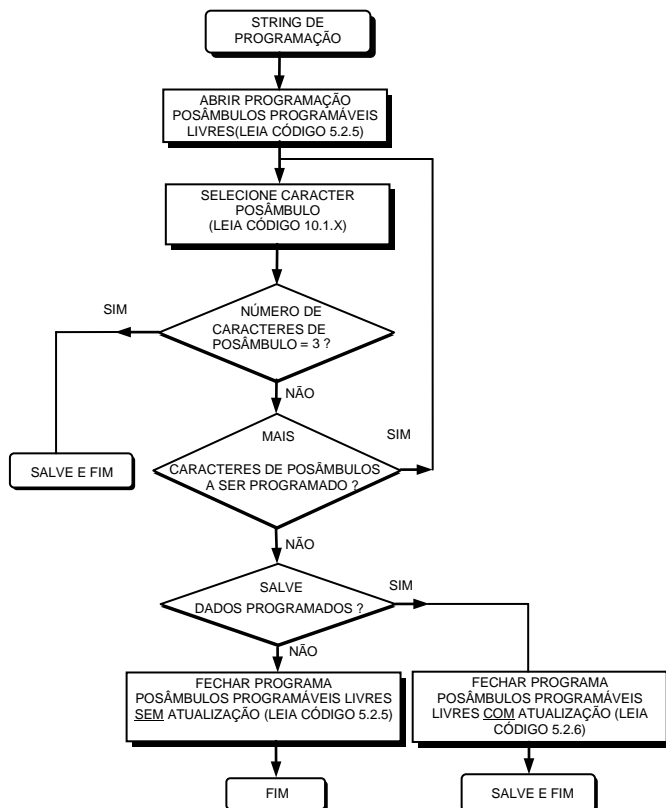 STRING DE
PROGRAMAÇÃO
ABRIR PROGRAMAÇÃO
POSÂMBULOS PROGRAMÁVEIS
LIVRES(LEIA CÓDIGO 5.2.5)
SELECIONE CARACTER
POSÂMBULO
(LEIA CÓDIGO 10.1.X)
SIM
NÚMERO DE
CARACTERES DE
POSÂMBULO = 3 ?
NÃO
SALVE E FIM
MAIS
SIM
CARACTERES DE POSÂMBULOS
A SER PROGRAMADO ?
NÃO
SALVE
SIM
DADOS PROGRAMADOS ?
NÃO
FECHAR PROGRAMA
POSÂMBULOS PROGRAMÁVEIS LIVRES
SEM ATUALIZAÇÃO (LEIA CÓDIGO 5.2.5)
FECHAR PROGRAMA
POSÂMBULOS PROGRAMÁVEIS
LIVRES COM ATUALIZAÇÃO (LEIA
CÓDIGO 5.2.6)
FIM
SALVE E FIM